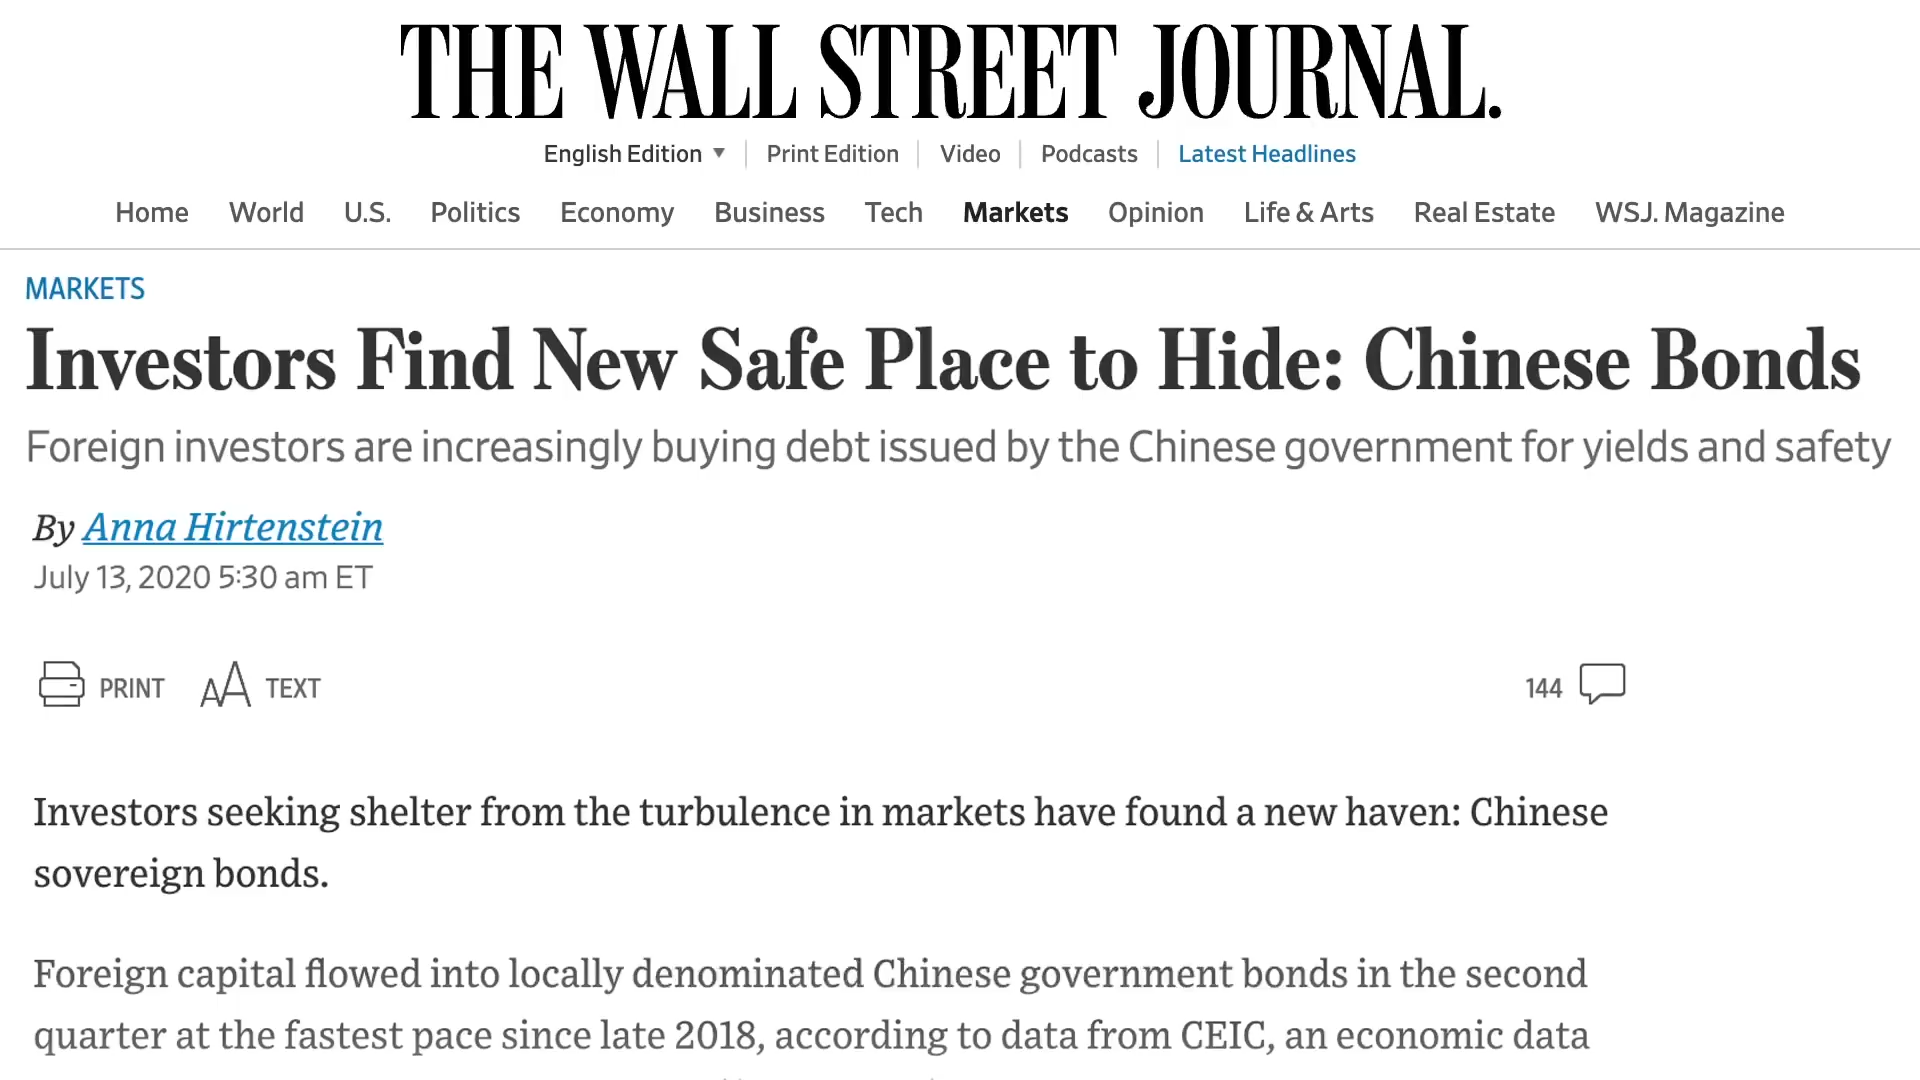 THE WALL STREET JOURNAL.
English Edition ▼ Print Edition Video Podcasts Latest Headlines
Home World U.S. Politics Economy Business Tech Markets Opinion Life & Arts Real Estate WSJ. Magazine
MARKETS
Investors Find New Safe Place to Hide: Chinese Bonds
Foreign investors are increasingly buying debt issued by the Chinese government for yields and safety
By Anna Hirtenstein
July 13, 2020 5:30 am ET
PRINT AA TEXT 144
Investors seeking shelter from the turbulence in markets have found a new haven: Chinese
sovereign bonds.
Foreign capital flowed into locally denominated Chinese government bonds in the second
quarter at the fastest pace since late 2018, according to data from CEIC, an economic data